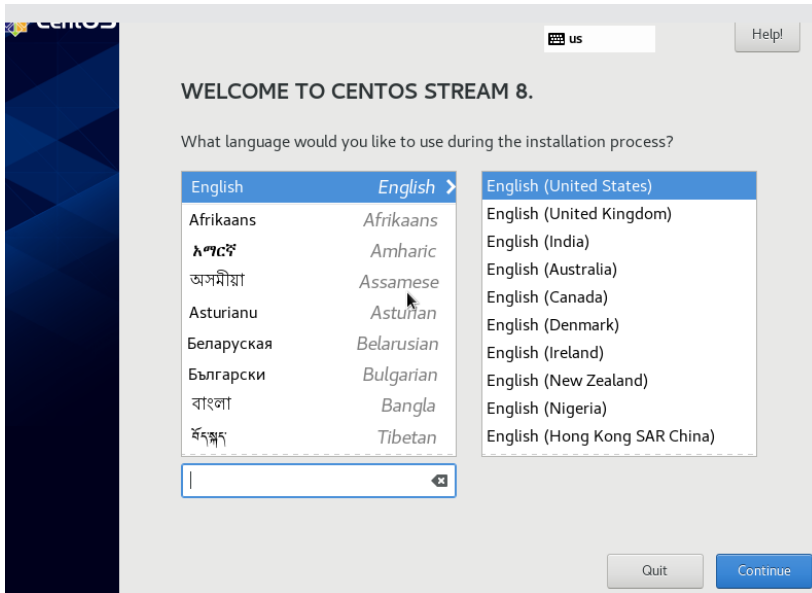 CentOS
us
Help!
WELCOME TO CENTOS STREAM 8.
What language would you like to use during the installation process?
English English
Afrikaans Afrikaans
አማርኛ Amharic
অসমীয়া Assamese
Asturianu Asturian
Беларуская Belarusian
Български Bulgarian
বাংলা Bangla
བོད་སྐད་ Tibetan
English (United States)
English (United Kingdom)
English (India)
English (Australia)
English (Canada)
English (Denmark)
English (Ireland)
English (New Zealand)
English (Nigeria)
English (Hong Kong SAR China)
Quit
Continue